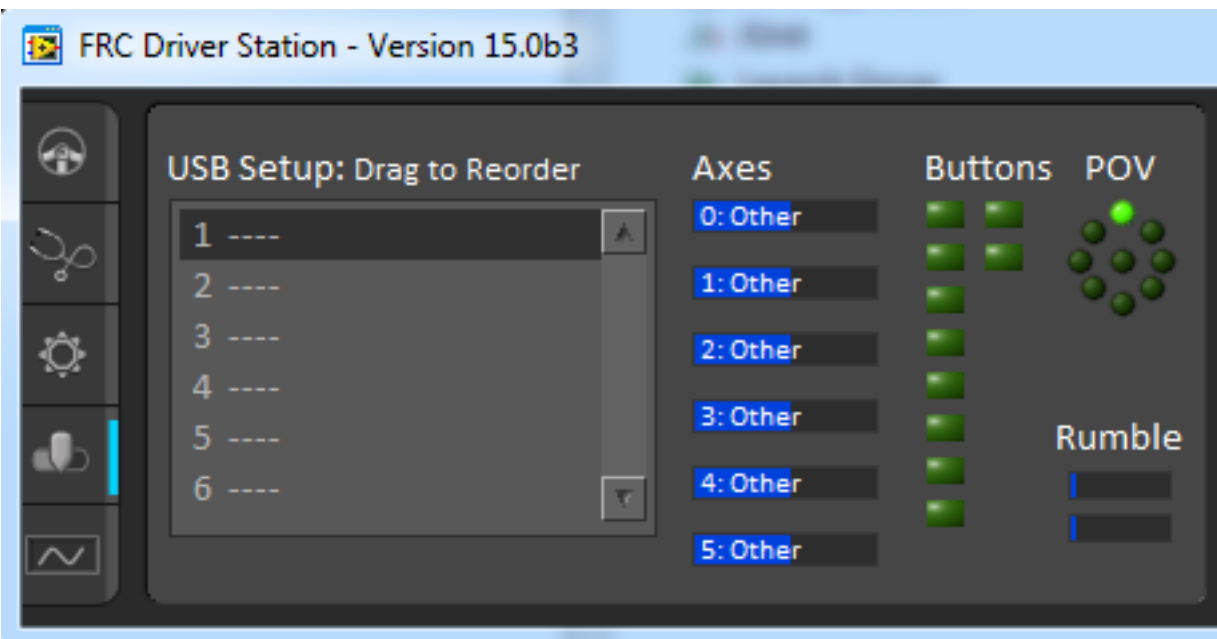 FRC Driver Station - Version 15.0b3
USB Setup: Drag to Reorder
1 ----
2 ----
3 ----
4 ----
5 ----
6 ----
Axes
0: Other
1: Other
2: Other
3: Other
4: Other
5: Other
Buttons
POV
Rumble